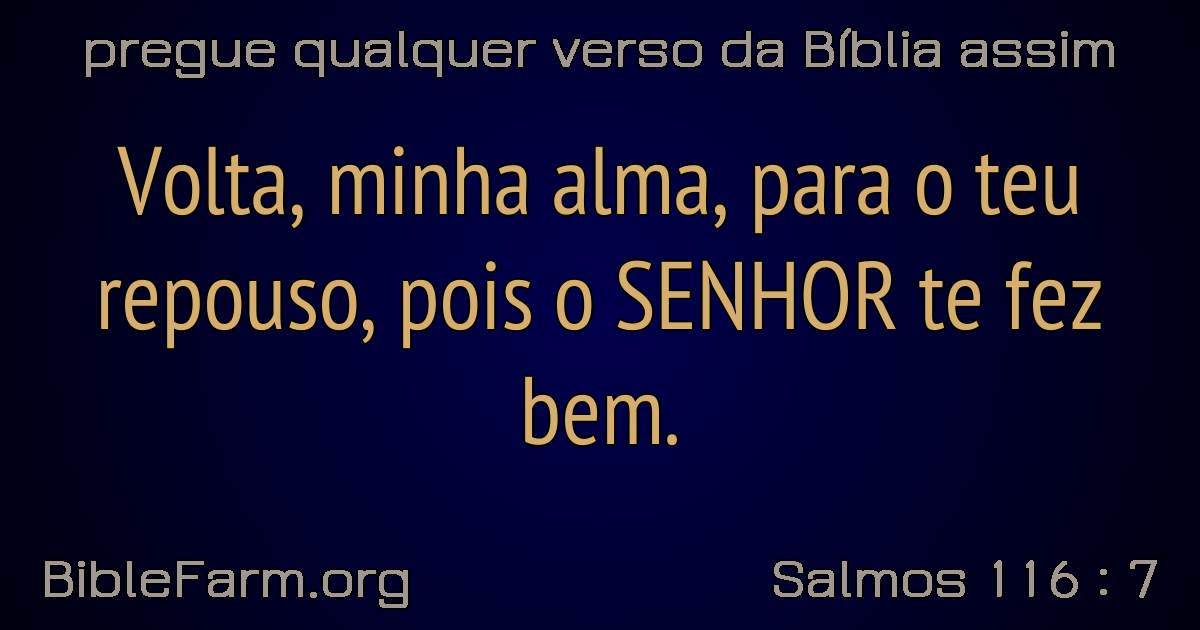 pregue qualquer verso da Bíblia assim
Volta, minha alma, para o teu
repouso, pois o SENHOR te fez
bem.
BibleFarm.org
Salmos 116 : 7